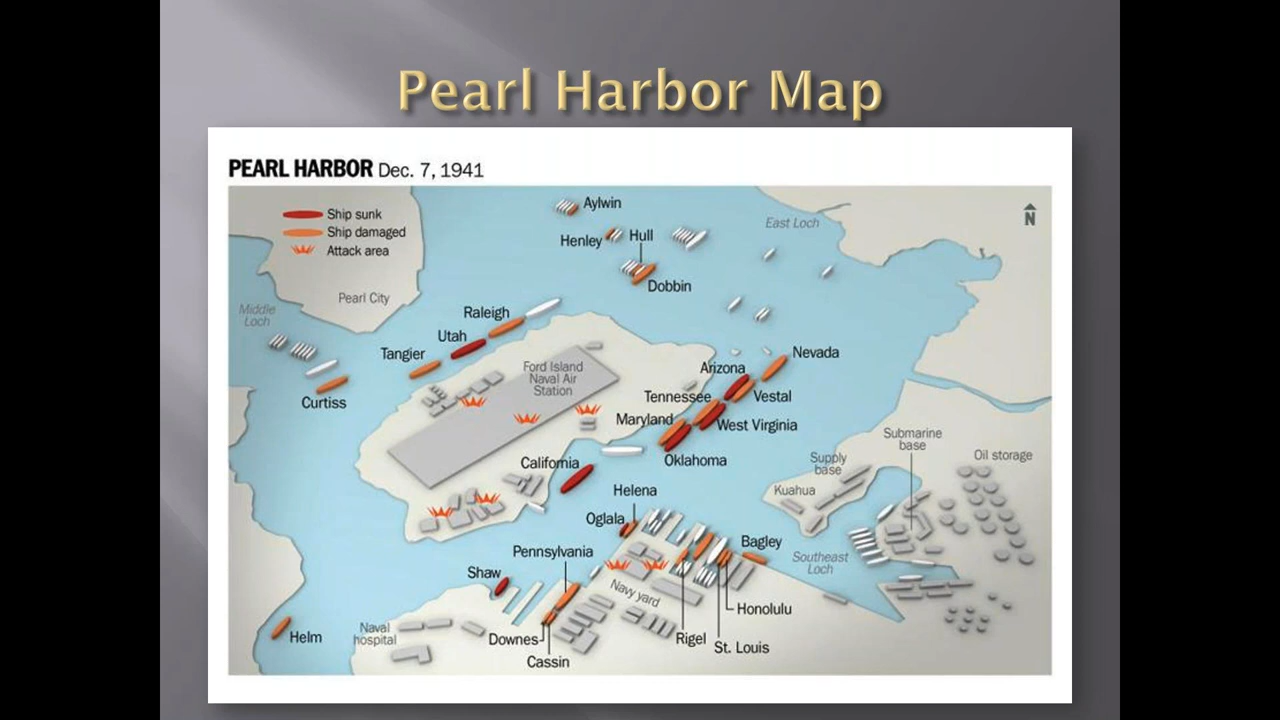 Pearl Harbor Map
PEARL HARBOR Dec. 7, 1941
Ship sunk
Ship damaged
Attack area
Aylwin
Henley
Hull
Dobbin
East Loch
N
Pearl City
Middle
Loch
Raleigh
Utah
Tangier
Curtiss
Ford Island
Naval Air
Station
Nevada
Arizona
Vestal
Tennessee
Maryland
West Virginia
Oklahoma
California
Submarine
base
Supply
base
Oil storage
Kuahua
Helena
Oglala
Pennsylvania
Bagley
Southeast
Loch
Shaw
Navy yard
Honolulu
Helm
Naval
hospital
Downes
Cassin
Rigel
St. Louis